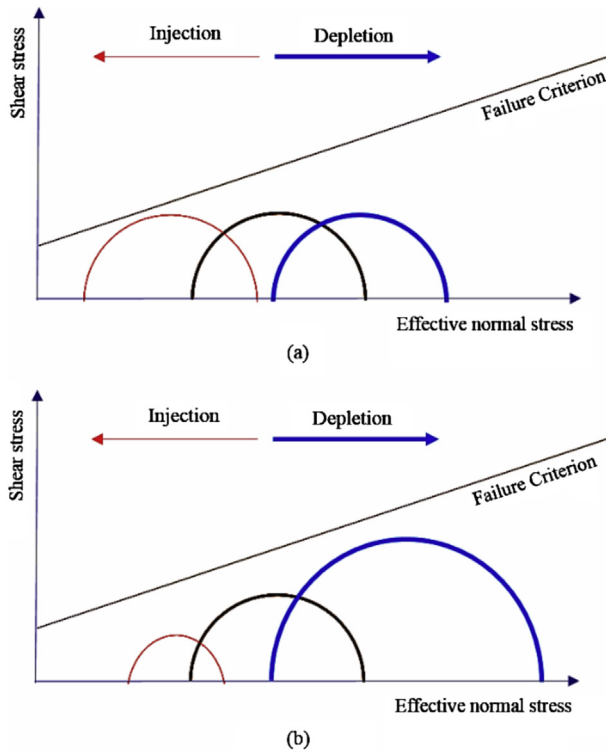 Injection
Depletion
Shear stress
Failure Criterion
Effective normal stress
(a)
Injection
Depletion
Shear stress
Failure Criterion
Effective normal stress
(b)